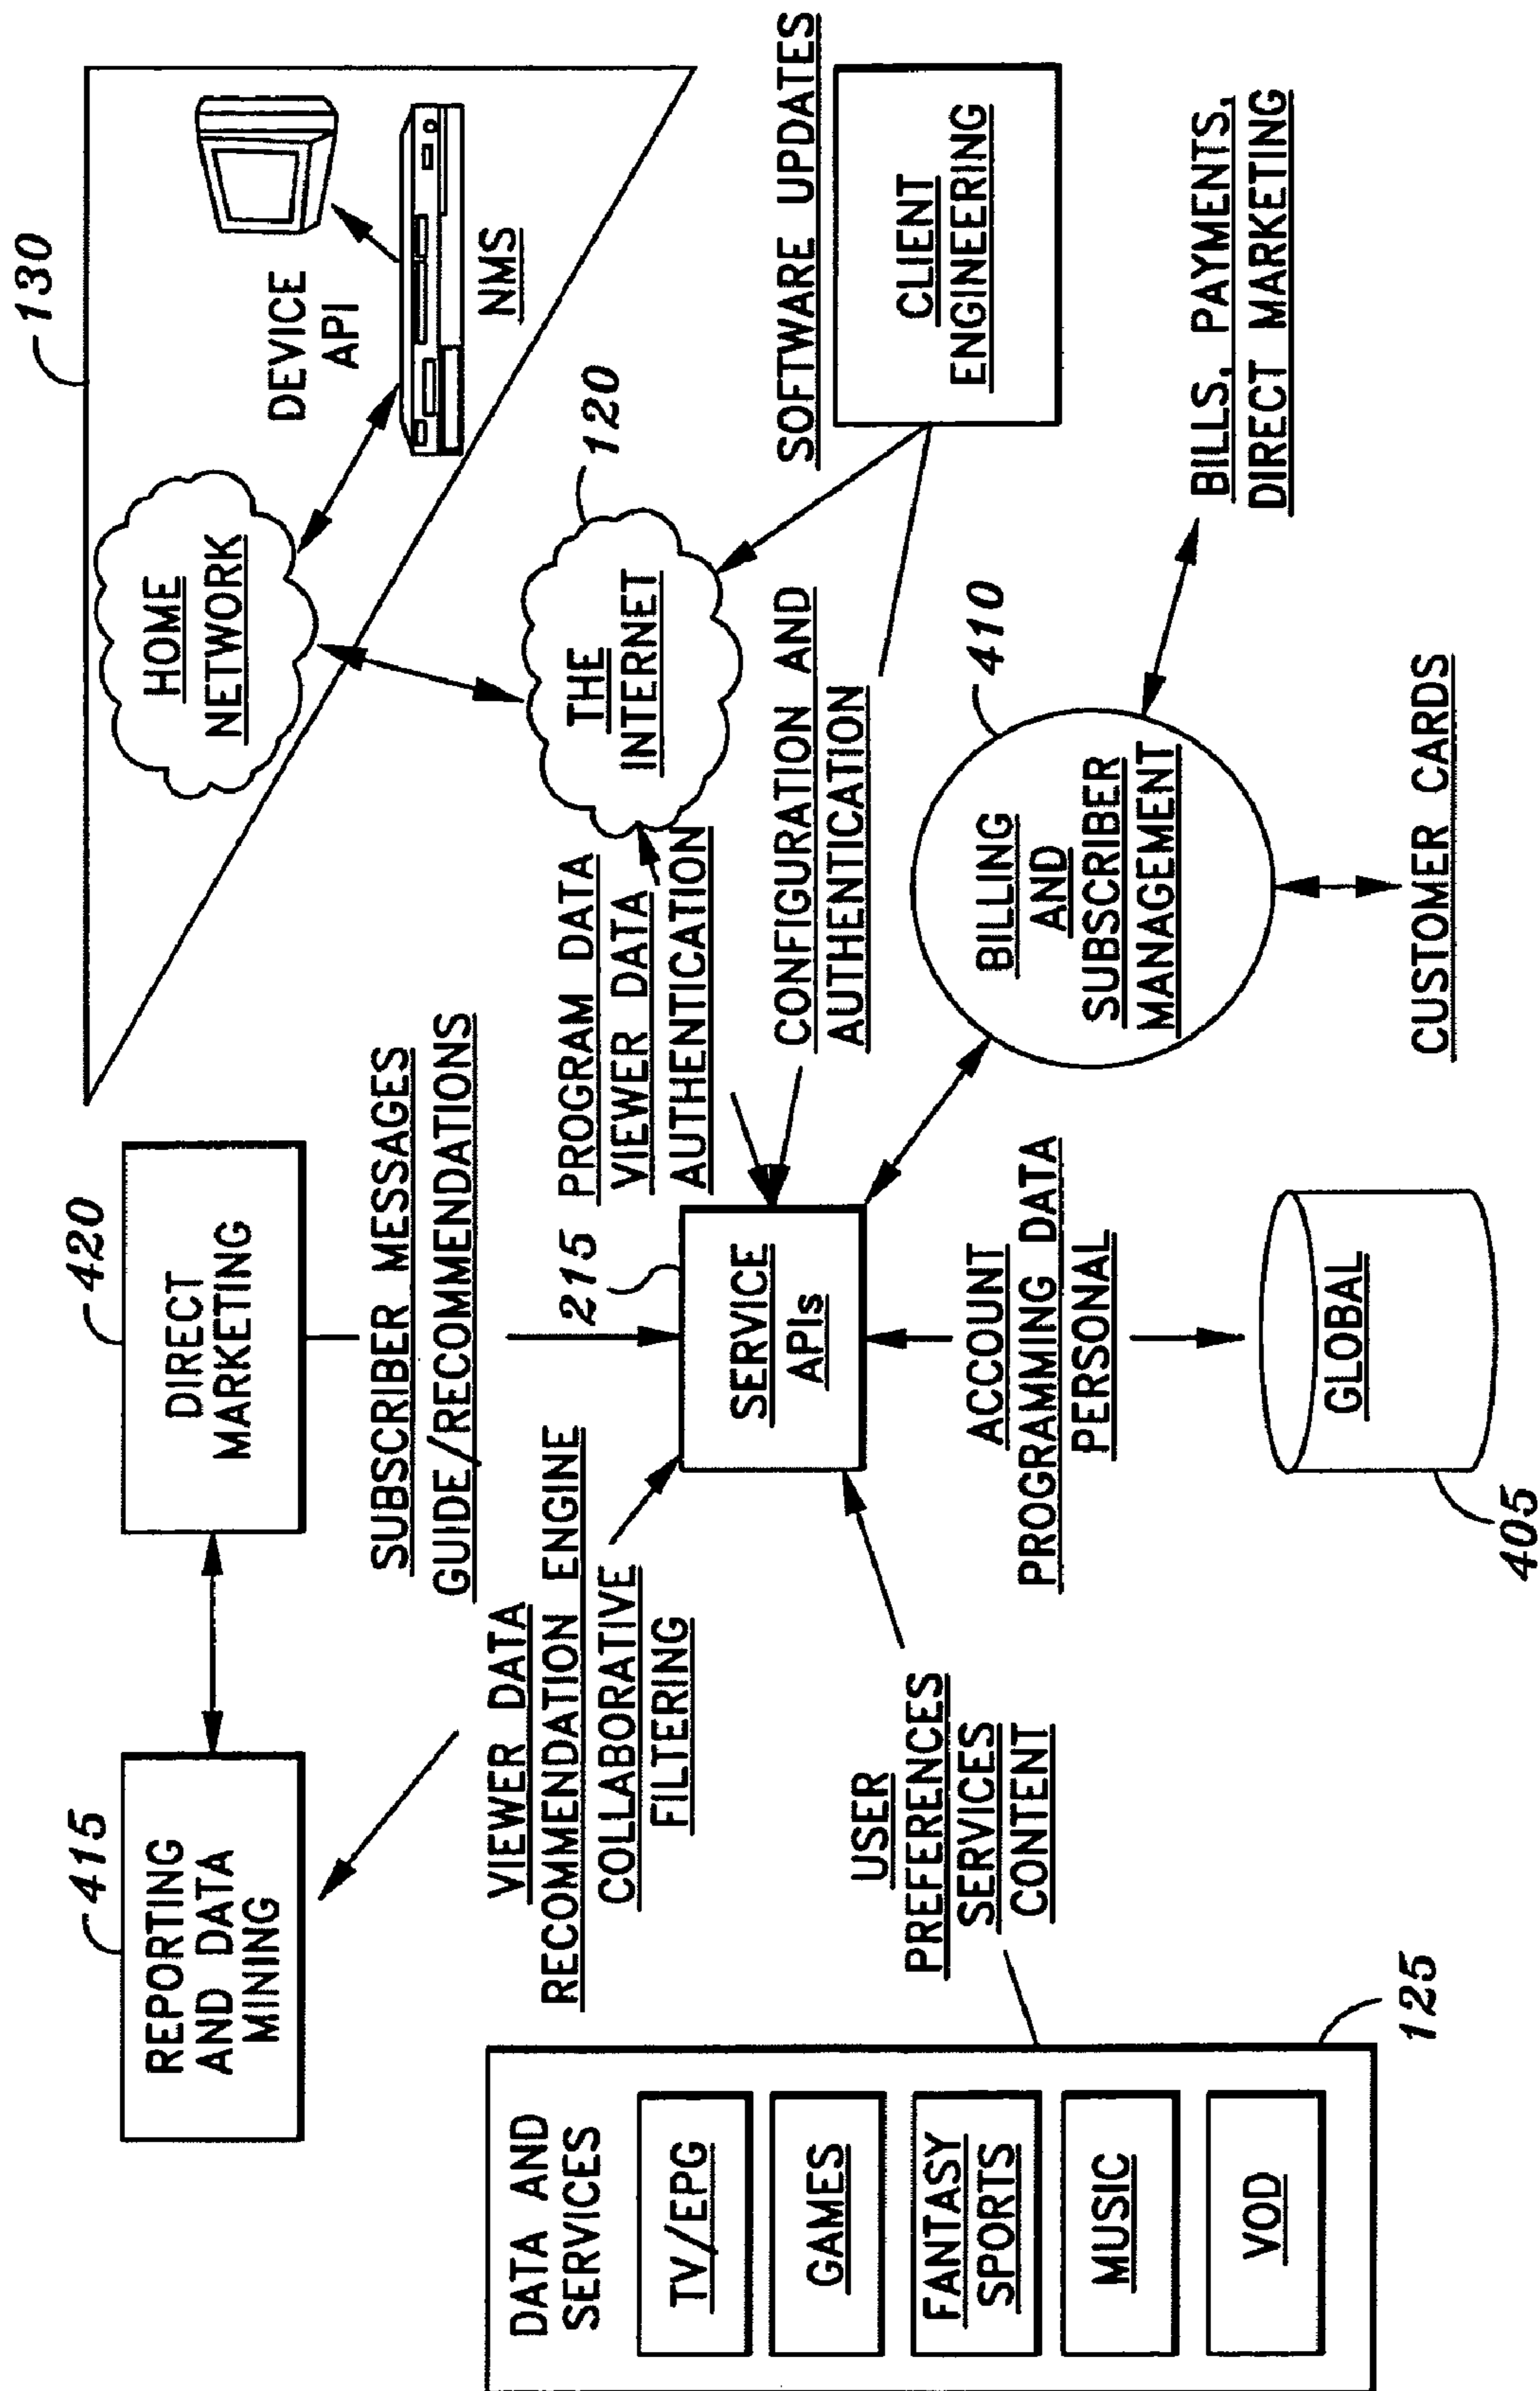 415
REPORTING
AND DATA
MINING
420
DIRECT
MARKETING
130
HOME
NETWORK
DEVICE
API
NMS
SUBSCRIBER MESSAGES
GUIDE/RECOMMENDATIONS
VIEWER DATA
RECOMMENDATION ENGINE
COLLABORATIVE
FILTERING
215
PROGRAM DATA
VIEWER DATA
AUTHENTICATION
THE
INTERNET
120
SOFTWARE UPDATES
CLIENT
ENGINEERING
CONFIGURATION AND
AUTHENTICATION
SERVICE
APIs
DATA AND
SERVICES
TV/EPG
GAMES
FANTASY
SPORTS
MUSIC
VOD
125
USER
PREFERENCES
SERVICES
CONTENT
ACCOUNT
PROGRAMMING DATA
PERSONAL
GLOBAL
405
410
BILLING
AND
SUBSCRIBER
MANAGEMENT
BILLS, PAYMENTS,
DIRECT MARKETING
CUSTOMER CARDS